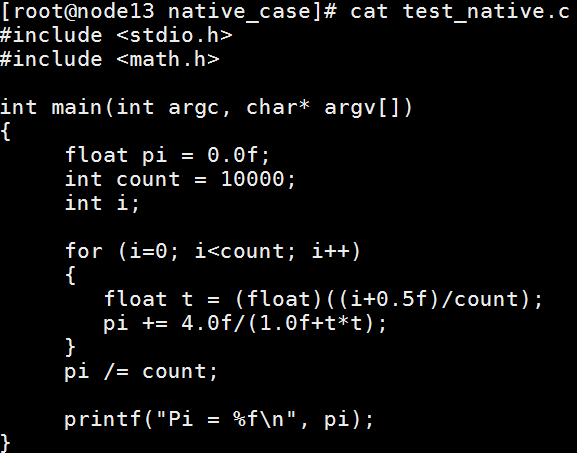 [root@node13 native_case]# cat test_native.c
#include <stdio.h>
#include <math.h>
int main(int argc, char* argv[])
{
float pi = 0.0f;
int count = 10000;
int i;
for (i=0; i<count; i++)
{
float t = (float)((i+0.5f)/count);
pi += 4.0f/(1.0f+t*t);
}
pi /= count;
printf("Pi = %f\n", pi);
}